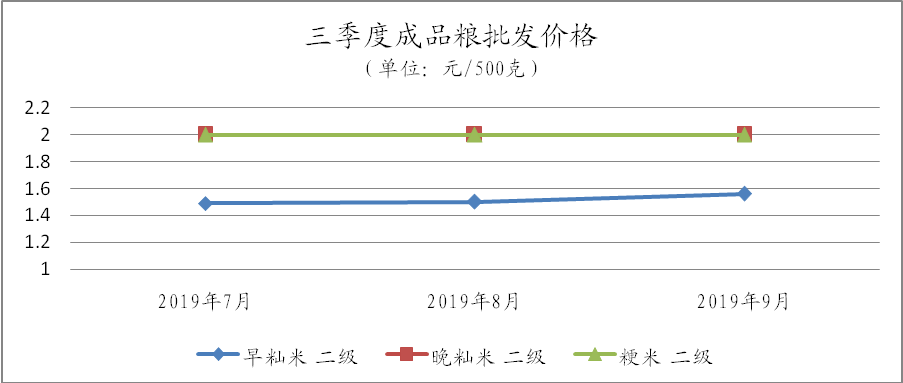 三季度成品粮批发价格
（单位：元/500克）
2.2
2
1.8
1.6
1.4
1.2
1
2019年7月 2019年8月 2019年9月
早籼米 二级 晚籼米 二级 粳米 二级